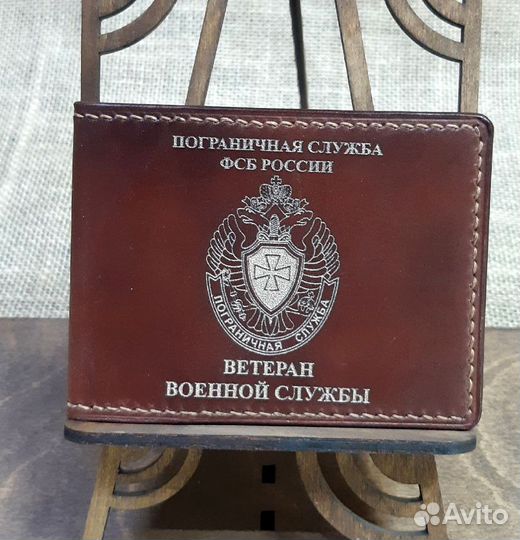 ПОГРАНИЧНАЯ СЛУЖБА
ФСБ РОССИИ
ПОГРАНИЧНАЯ СЛУЖБА
ВЕТЕРАН
ВОЕННОЙ СЛУЖБЫ
Avito